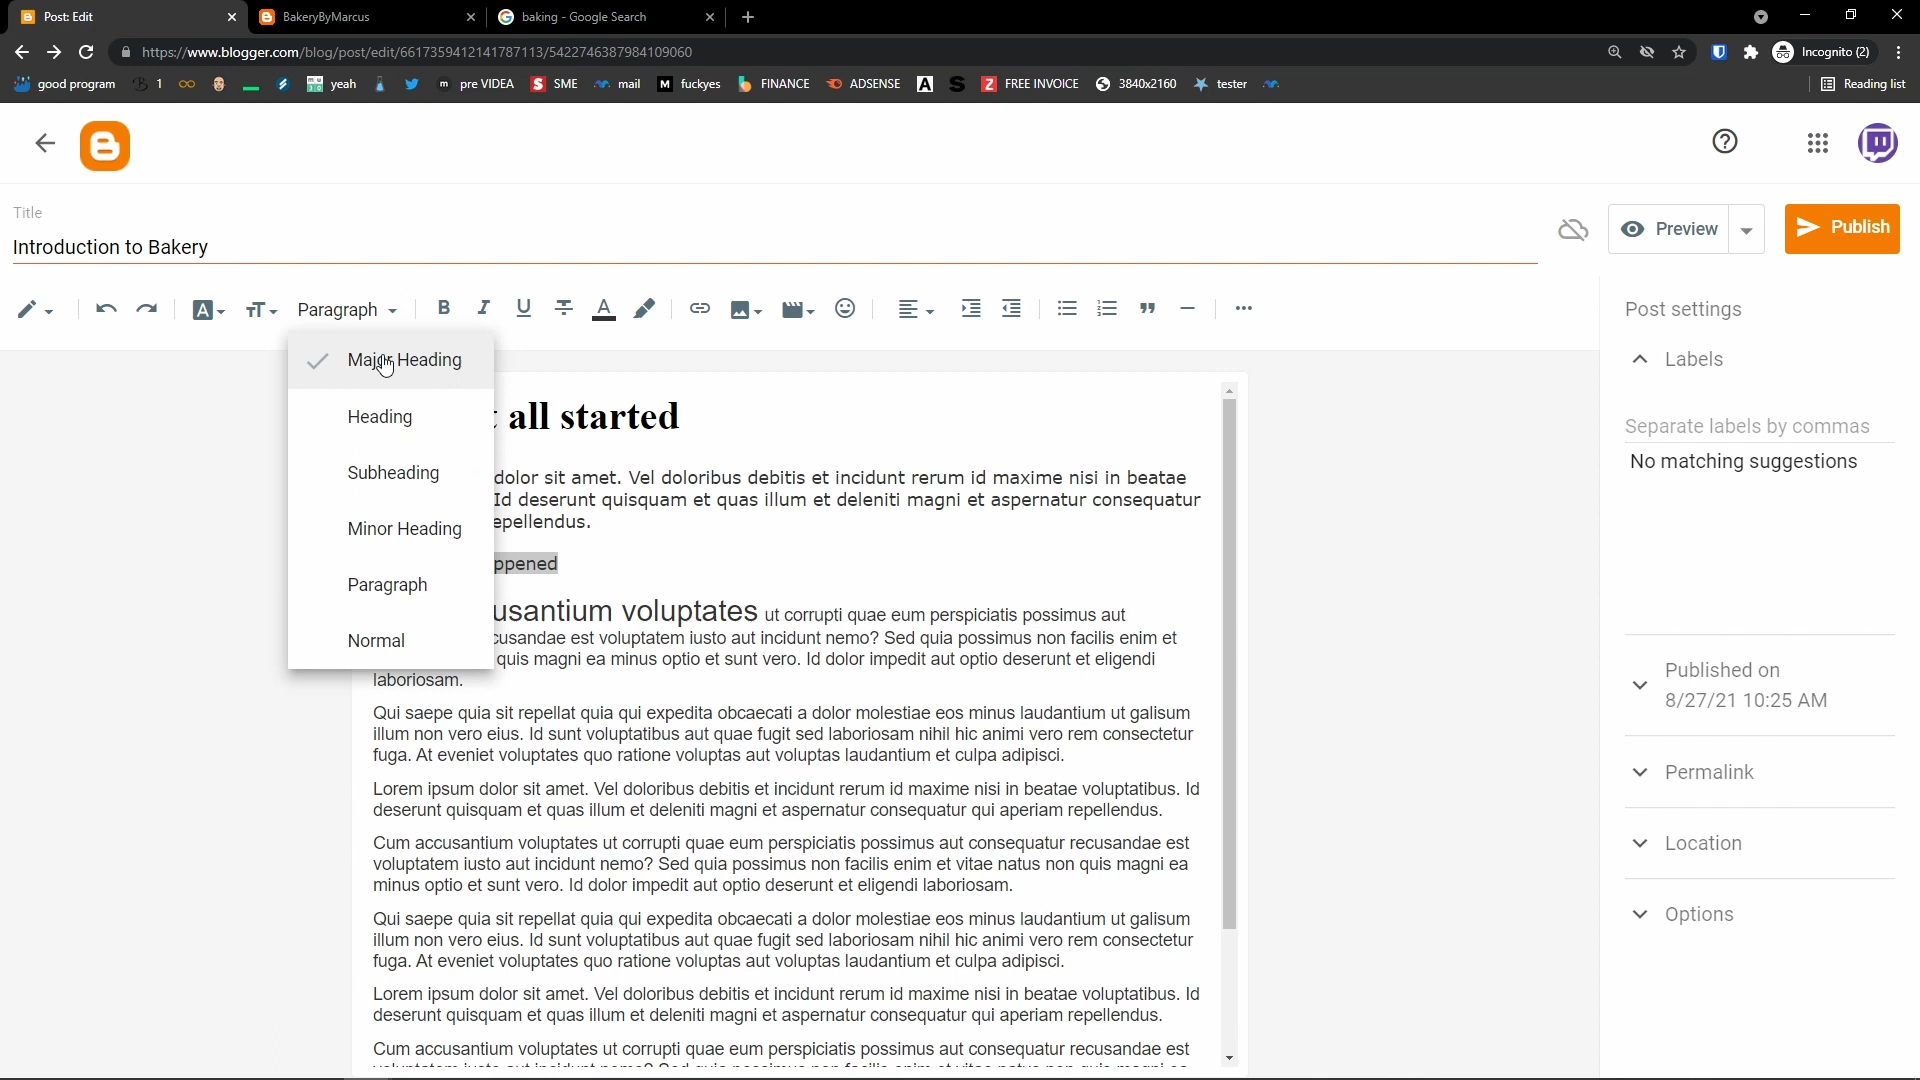 Post: Edit
BakeryByMarcus
baking - Google Search
https://www.blogger.com/blog/post/edit/6617359412141787113/5422746387984109060
Incognito (2)
good program
1
yeah
pre VIDEA
SME
mail
fuckyes
FINANCE
ADSENSE
FREE INVOICE
3840x2160
tester
Reading list
Title
Introduction to Bakery
Preview
Publish
Paragraph
Major Heading
Heading
Subheading
Minor Heading
Paragraph
Normal
all started
dolor sit amet. Vel doloribus debitis et incidunt rerum id maxime nisi in beatae
Id deserunt quisquam et quas illum et deleniti magni et aspernatur consequatur
epellendus.
ppened
usantium voluptates ut corrupti quae eum perspiciatis possimus aut
cusandae est voluptatem iusto aut incidunt nemo? Sed quia possimus non facilis enim et
quis magni ea minus optio et sunt vero. Id dolor impedit aut optio deserunt et eligendi
laboriosam.
Qui saepe quia sit repellat quia qui expedita obcaecati a dolor molestiae eos minus laudantium ut galisum
illum non vero eius. Id sunt voluptatibus aut quae fugit sed laboriosam nihil hic animi vero rem consectetur
fuga. At eveniet voluptates quo ratione voluptas aut voluptas laudantium et culpa adipisci.
Lorem ipsum dolor sit amet. Vel doloribus debitis et incidunt rerum id maxime nisi in beatae voluptatibus. Id
deserunt quisquam et quas illum et deleniti magni et aspernatur consequatur qui aperiam repellendus.
Cum accusantium voluptates ut corrupti quae eum perspiciatis possimus aut consequatur recusandae est
voluptatem iusto aut incidunt nemo? Sed quia possimus non facilis enim et vitae natus non quis magni ea
minus optio et sunt vero. Id dolor impedit aut optio deserunt et eligendi laboriosam.
Qui saepe quia sit repellat quia qui expedita obcaecati a dolor molestiae eos minus laudantium ut galisum
illum non vero eius. Id sunt voluptatibus aut quae fugit sed laboriosam nihil hic animi vero rem consectetur
fuga. At eveniet voluptates quo ratione voluptas aut voluptas laudantium et culpa adipisci.
Lorem ipsum dolor sit amet. Vel doloribus debitis et incidunt rerum id maxime nisi in beatae voluptatibus. Id
deserunt quisquam et quas illum et deleniti magni et aspernatur consequatur qui aperiam repellendus.
Cum accusantium voluptates ut corrupti quae eum perspiciatis possimus aut consequatur recusandae est
Post settings
Labels
Separate labels by commas
No matching suggestions
Published on
8/27/21 10:25 AM
Permalink
Location
Options